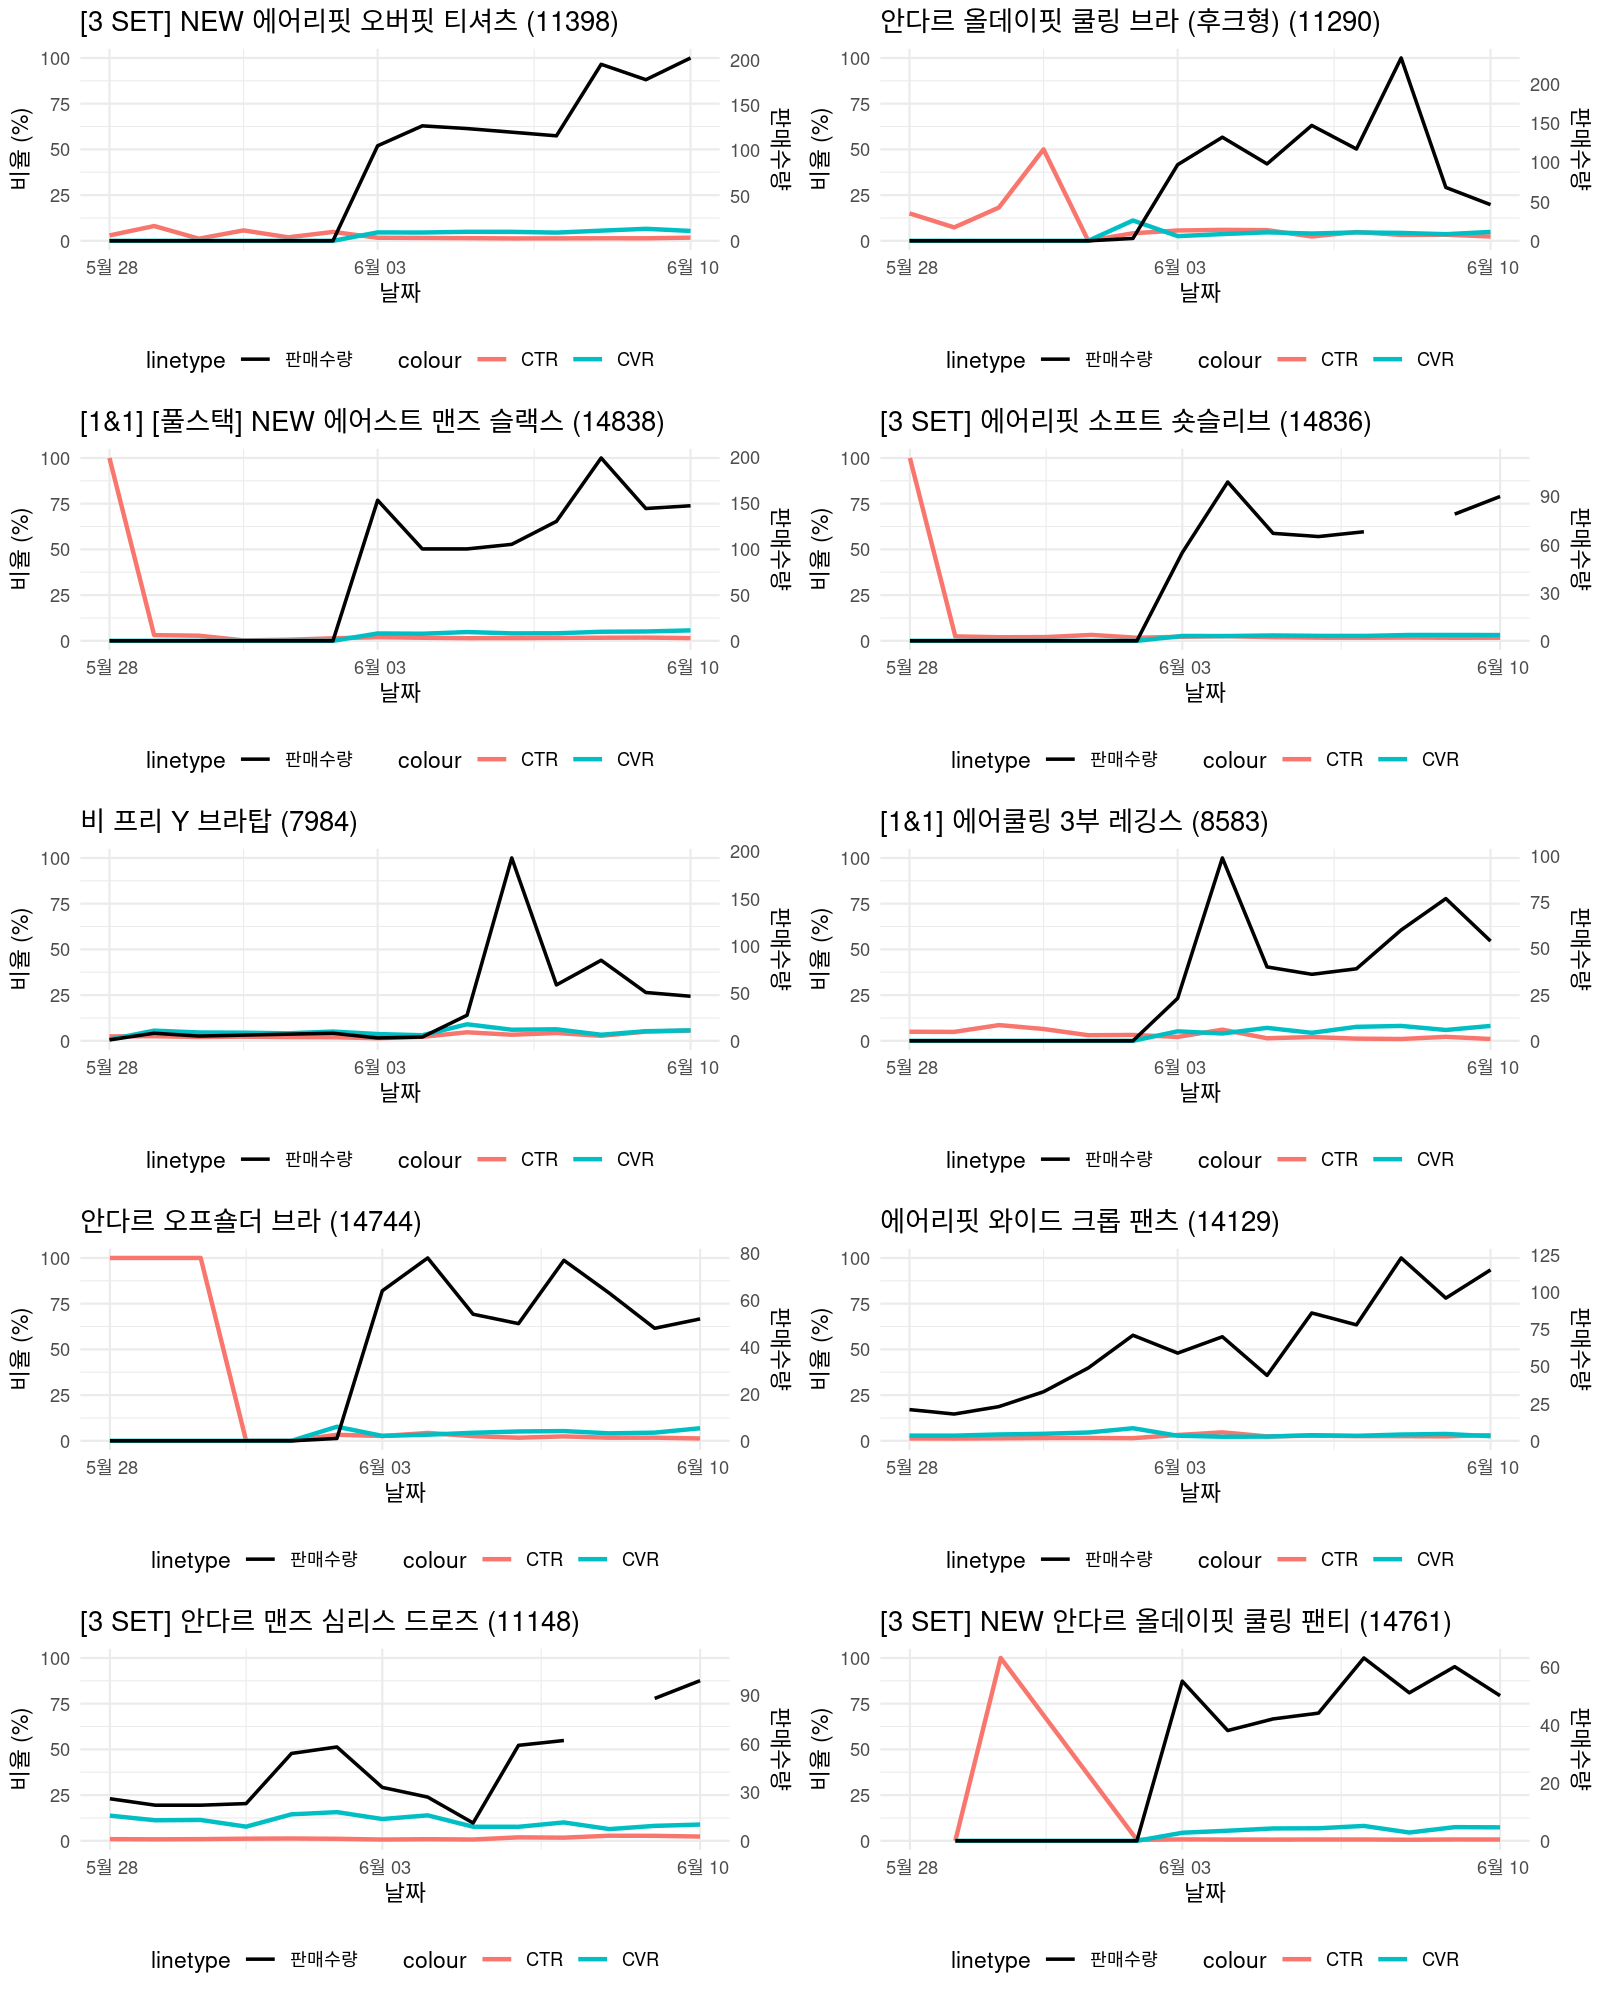 [3 SET] NEW 에어리핏 오버핏 티셔츠 (11398)
100
75
50
25
0
비율 (%)
200
150
100
50
0
판매수량
5월 28
6월 03
6월 10
날짜
linetype 판매수량 colour CTR CVR
안다르 올데이핏 쿨링 브라 (후크형) (11290)
100
75
50
25
0
비율 (%)
200
150
100
50
0
판매수량
5월 28
6월 03
6월 10
날짜
linetype 판매수량 colour CTR CVR
[1&1] [풀스택] NEW 에어스트 맨즈 슬랙스 (14838)
100
75
50
25
0
비율 (%)
200
150
100
50
0
판매수량
5월 28
6월 03
6월 10
날짜
linetype 판매수량 colour CTR CVR
[3 SET] 에어리핏 소프트 숏슬리브 (14836)
100
75
50
25
0
비율 (%)
90
60
30
0
판매수량
5월 28
6월 03
6월 10
날짜
linetype 판매수량 colour CTR CVR
비 프리 Y 브라탑 (7984)
100
75
50
25
0
비율 (%)
200
150
100
50
0
판매수량
5월 28
6월 03
6월 10
날짜
linetype 판매수량 colour CTR CVR
[1&1] 에어쿨링 3부 레깅스 (8583)
100
75
50
25
0
비율 (%)
100
75
50
25
0
판매수량
5월 28
6월 03
6월 10
날짜
linetype 판매수량 colour CTR CVR
안다르 오프숄더 브라 (14744)
100
75
50
25
0
비율 (%)
80
60
40
20
0
판매수량
5월 28
6월 03
6월 10
날짜
linetype 판매수량 colour CTR CVR
에어리핏 와이드 크롭 팬츠 (14129)
100
75
50
25
0
비율 (%)
125
100
75
50
25
0
판매수량
5월 28
6월 03
6월 10
날짜
linetype 판매수량 colour CTR CVR
[3 SET] 안다르 맨즈 심리스 드로즈 (11148)
100
75
50
25
0
비율 (%)
90
60
30
0
판매수량
5월 28
6월 03
6월 10
날짜
linetype 판매수량 colour CTR CVR
[3 SET] NEW 안다르 올데이핏 쿨링 팬티 (14761)
100
75
50
25
0
비율 (%)
60
40
20
0
판매수량
5월 28
6월 03
6월 10
날짜
linetype 판매수량 colour CTR CVR